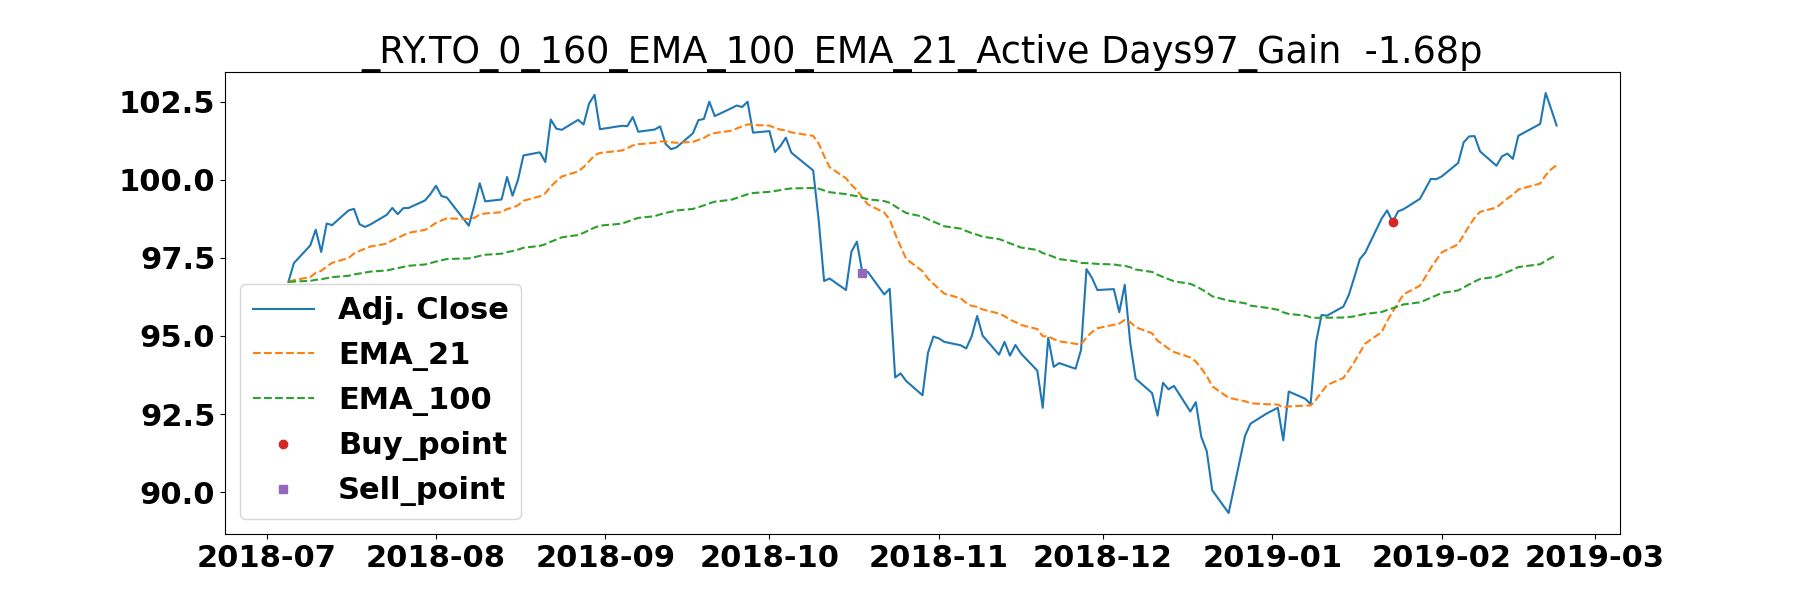 _RY.TO_0_160_EMA_100_EMA_21_Active Days97_Gain  -1.68p
102.5
100.0
97.5
95.0
92.5
90.0
Adj. Close
EMA_21
EMA_100
Buy_point
Sell_point
2018-07 2018-08 2018-09 2018-10 2018-11 2018-12 2019-01 2019-02 2019-03